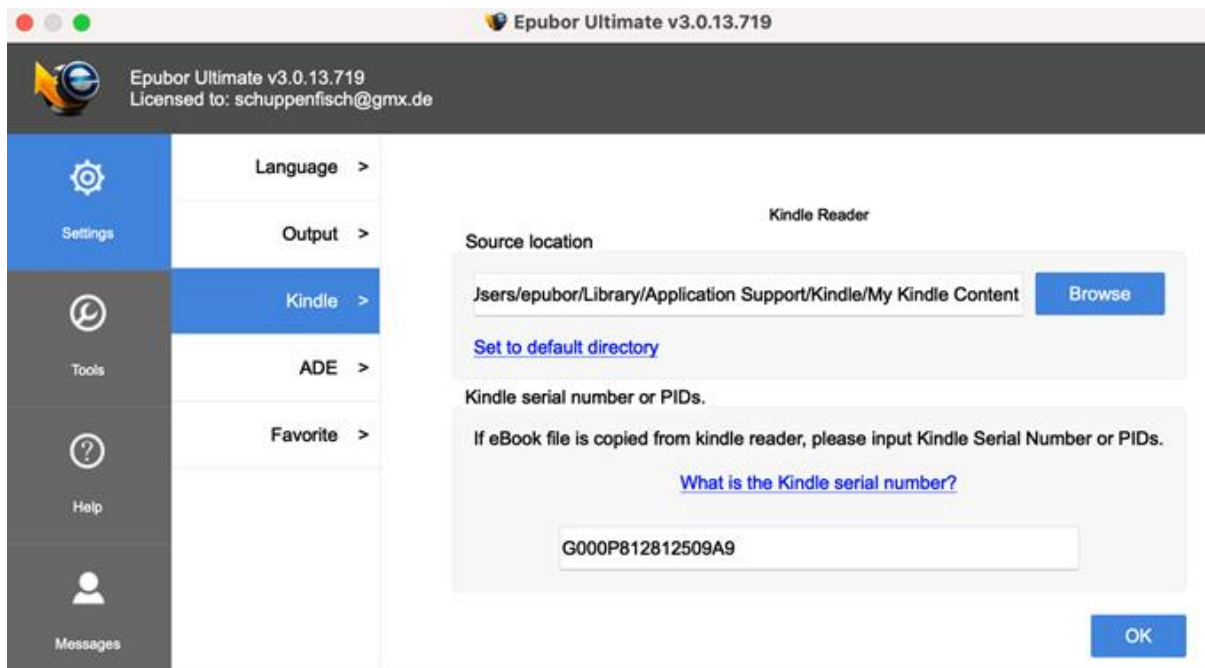 Epubor Ultimate v3.0.13.719
Epubor Ultimate v3.0.13.719
Licensed to: schuppenfisch@gmx.de
Settings
Tools
Help
Messages
Language >
Output >
Kindle >
ADE >
Favorite >
Kindle Reader
Source location
Jsers/epubor/Library/Application Support/Kindle/My Kindle Content
Browse
Set to default directory
Kindle serial number or PIDs.
If eBook file is copied from kindle reader, please input Kindle Serial Number or PIDs.
What is the Kindle serial number?
G000P812812509A9
OK